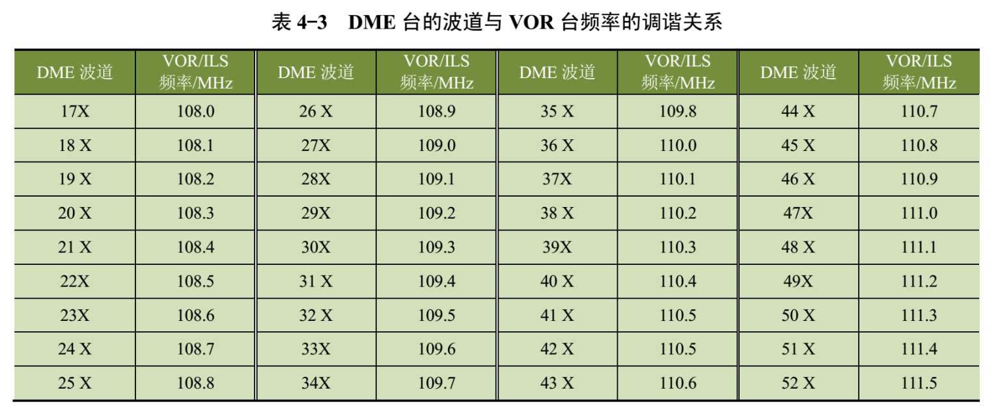 表 4-3 DME 台的波道与 VOR 台频率的调谐关系
DME 波道 VOR/ILS 频率/MHz DME 波道 VOR/ILS 频率/MHz DME 波道 VOR/ILS 频率/MHz DME 波道 VOR/ILS 频率/MHz
17X 108.0 26 X 108.9 35 X 109.8 44 X 110.7
18 X 108.1 27X 109.0 36 X 110.0 45 X 110.8
19 X 108.2 28X 109.1 37X 110.1 46 X 110.9
20 X 108.3 29X 109.2 38 X 110.2 47X 111.0
21 X 108.4 30X 109.3 39X 110.3 48 X 111.1
22X 108.5 31 X 109.4 40 X 110.4 49X 111.2
23X 108.6 32 X 109.5 41 X 110.5 50 X 111.3
24 X 108.7 33X 109.6 42 X 110.5 51 X 111.4
25 X 108.8 34X 109.7 43 X 110.6 52 X 111.5